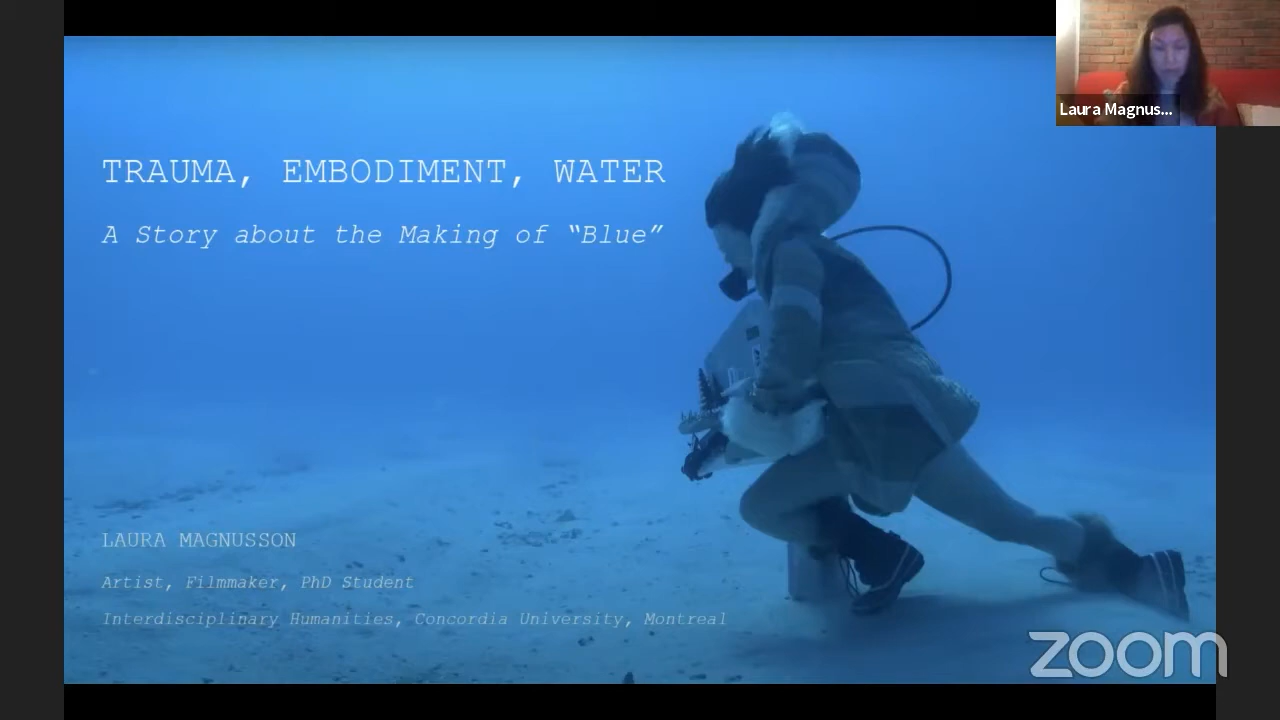 Laura Magnus...
TRAUMA, EMBODIMENT, WATER
A Story about the Making of “Blue”
LAURA MAGNUSSON
Artist, Filmmaker, PhD Student
Interdisciplinary Humanities, Concordia University, Montreal
zoom